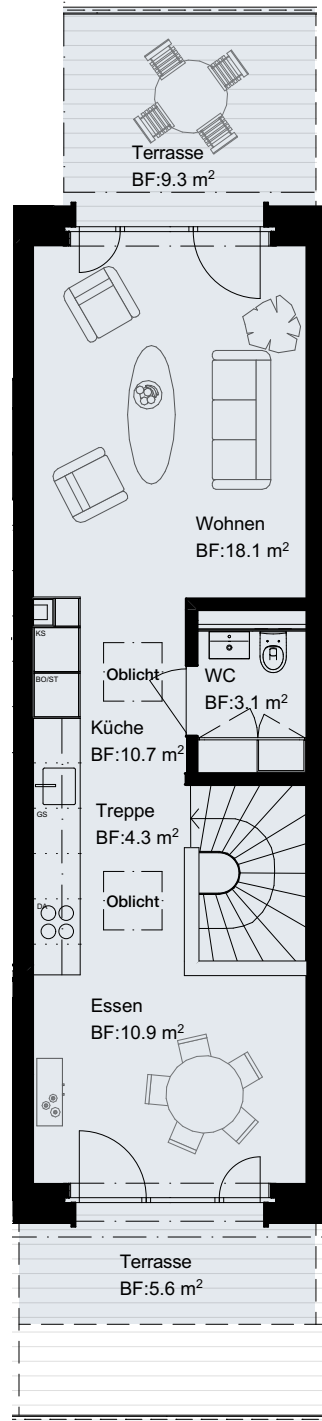 Terrasse
BF:9.3 m²
Wohnen
BF:18.1 m²
KS
BO/ST
Oblicht
WC
BF:3.1 m²
Küche
BF:10.7 m²
GS
Treppe
BF:4.3 m²
Oblicht
DA
Essen
BF:10.9 m²
Terrasse
BF:5.6 m²